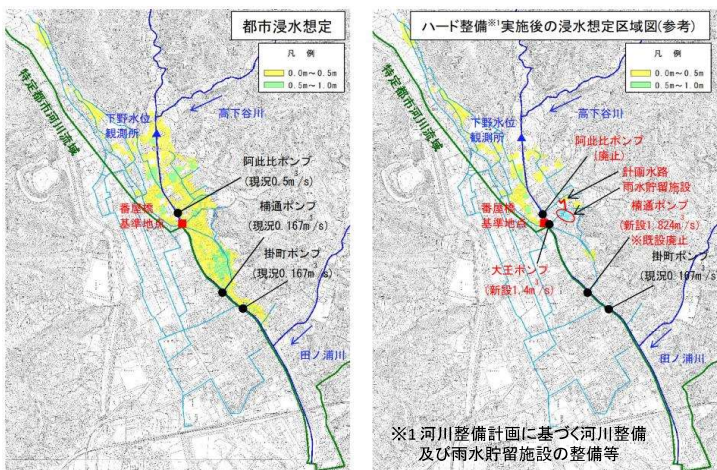 都市浸水想定
凡 例
0.0m～0.5m
0.5m～1.0m
特定都市河川流域
下野水位
観測所
高下谷川
阿此比ポンプ
(現況0.5m³/s)
楠通ポンプ
(現況0.167m³/s)
掛町ポンプ
(現況0.167m³/s)
番屋橋
基準地点
田ノ浦川
ハード整備※1実施後の浸水想定区域図(参考)
凡 例
0.0m～0.5m
0.5m～1.0m
特定都市河川流域
下野水位
観測所
高下谷川
阿此比ポンプ
(廃止)
計画水路
雨水貯留施設
楠通ポンプ
(新設1.824m³/s)
※既設廃止
番屋橋
基準地点
大王ポンプ
(新設1.4m³/s)
掛町ポンプ
(現況0.167m³/s)
田ノ浦川
※1 河川整備計画に基づく河川整備
及び雨水貯留施設の整備等